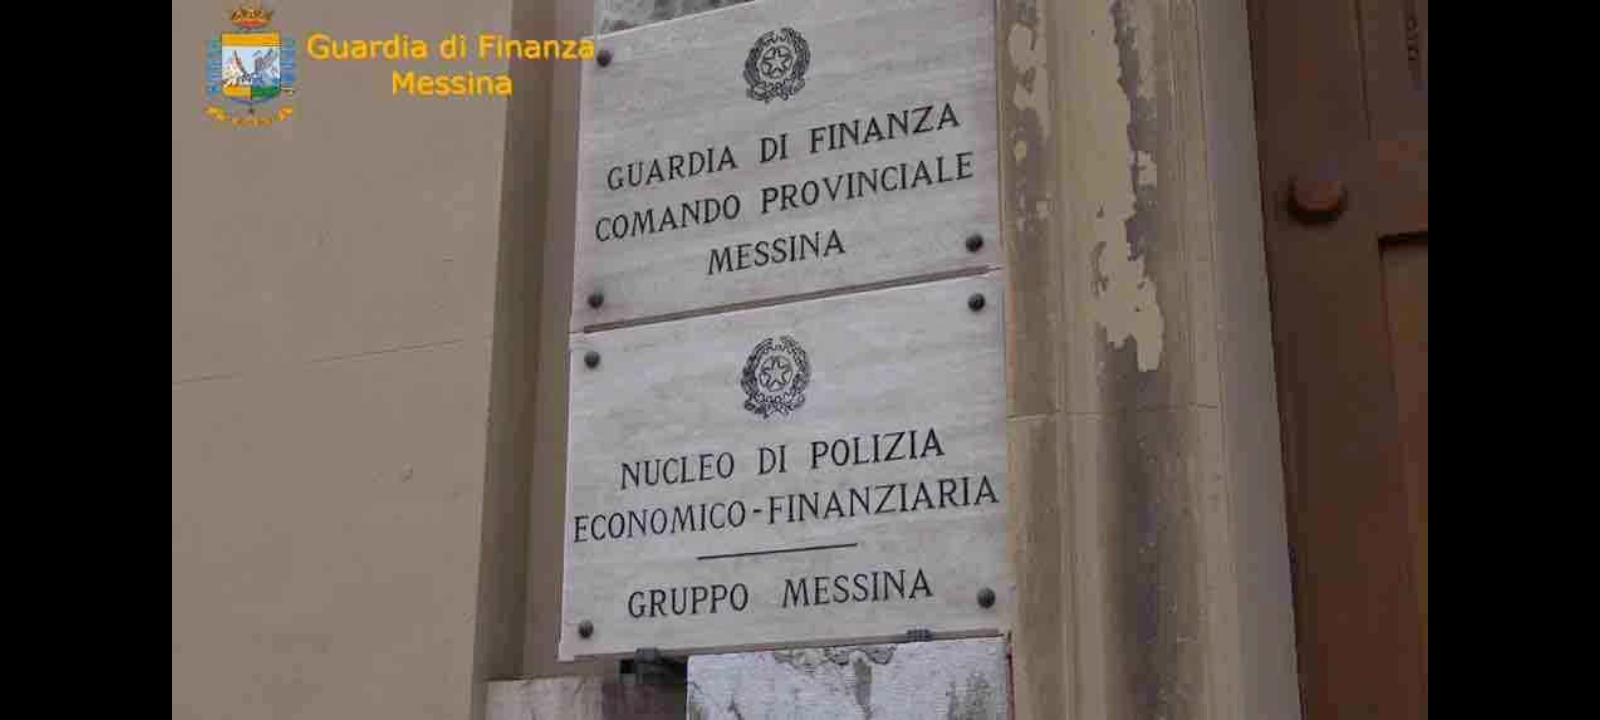 Guardia di Finanza
Messina
GUARDIA DI FINANZA
COMANDO PROVINCIALE
MESSINA
NUCLEO DI POLIZIA
ECONOMICO-FINANZIARIA
GRUPPO MESSINA